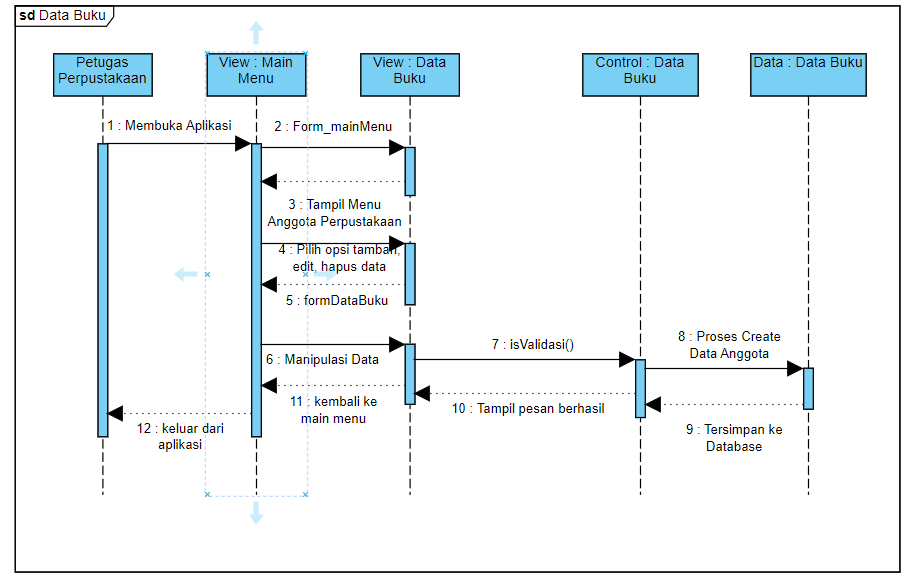 sd Data Buku
Petugas
Perpustakaan
View : Main
Menu
View : Data
Buku
Control : Data
Buku
Data : Data Buku
1 : Membuka Aplikasi
2 : Form_mainMenu
3 : Tampil Menu
Anggota Perpustakaan
4 : Pilih opsi tambah,
edit, hapus data
5 : formDataBuku
6 : Manipulasi Data
7 : isValidasi()
8 : Proses Create
Data Anggota
9 : Tersimpan ke
Database
10 : Tampil pesan berhasil
11 : kembali ke
main menu
12 : keluar dari
aplikasi